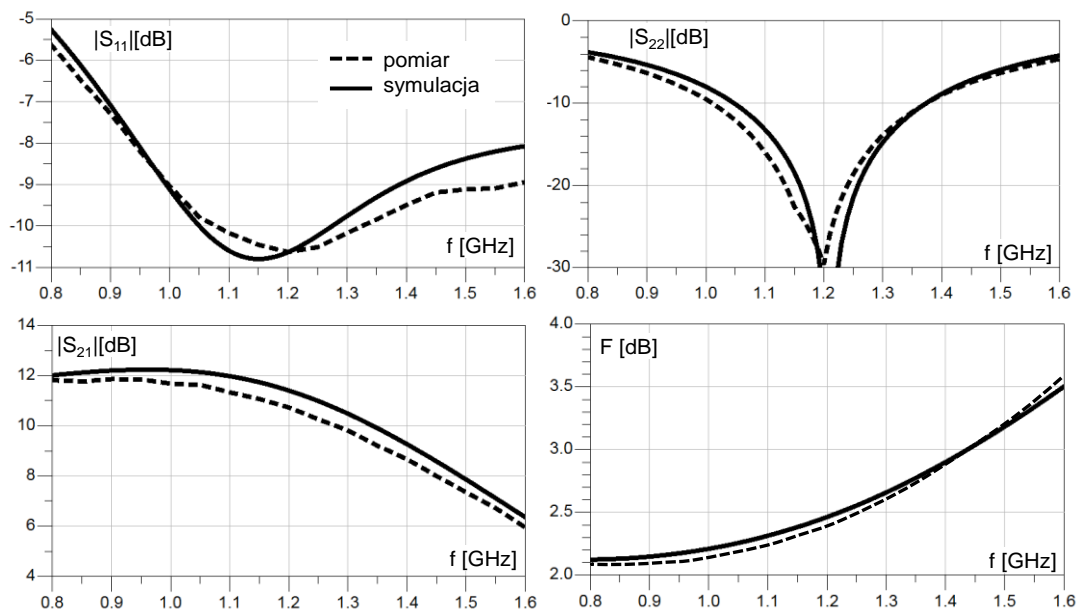 |S11|[dB]
pomiar
symulacja
-5
-6
-7
-8
-9
-10
-11
f [GHz]
0.8 0.9 1.0 1.1 1.2 1.3 1.4 1.5 1.6
|S22|[dB]
0
-10
-20
-30
f [GHz]
0.8 0.9 1.0 1.1 1.2 1.3 1.4 1.5 1.6
|S21|[dB]
14
12
10
8
6
4
f [GHz]
0.8 0.9 1.0 1.1 1.2 1.3 1.4 1.5 1.6
F [dB]
4.0
3.5
3.0
2.5
2.0
f [GHz]
0.8 0.9 1.0 1.1 1.2 1.3 1.4 1.5 1.6